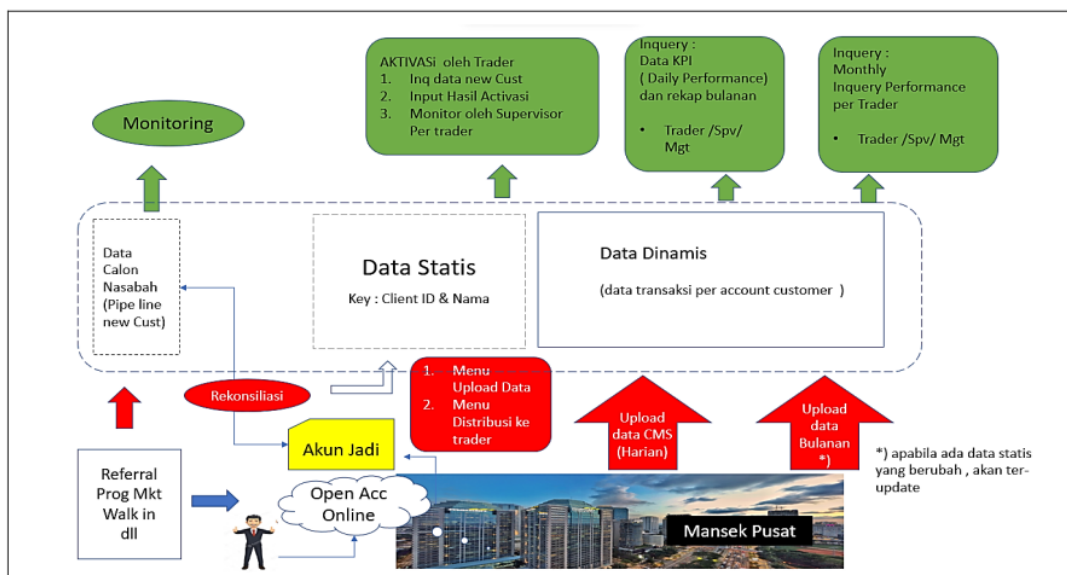 Monitoring
AKTIVASi oleh Trader
1. Inq data new Cust
2. Input Hasil Activasi
3. Monitor oleh Supervisor
Per trader
Inquery :
Data KPI
( Daily Performance)
dan rekap bulanan
• Trader /Spv/
Mgt
Inquery :
Monthly
Inquery Performance
per Trader
• Trader /Spv/ Mgt
Data
Calon
Nasabah
(Pipe line
new Cust)
Data Statis
Key : Client ID & Nama
Data Dinamis
(data transaksi per account customer )
Rekonsiliasi
1. Menu
Upload Data
2. Menu
Distribusi ke
trader
Upload
data CMS
(Harian)
Upload
data
Bulanan
*)
*) apabila ada data statis
yang berubah , akan ter-
update
Akun Jadi
Referral
Prog Mkt
Walk in
dll
Open Acc
Online
Mansek Pusat